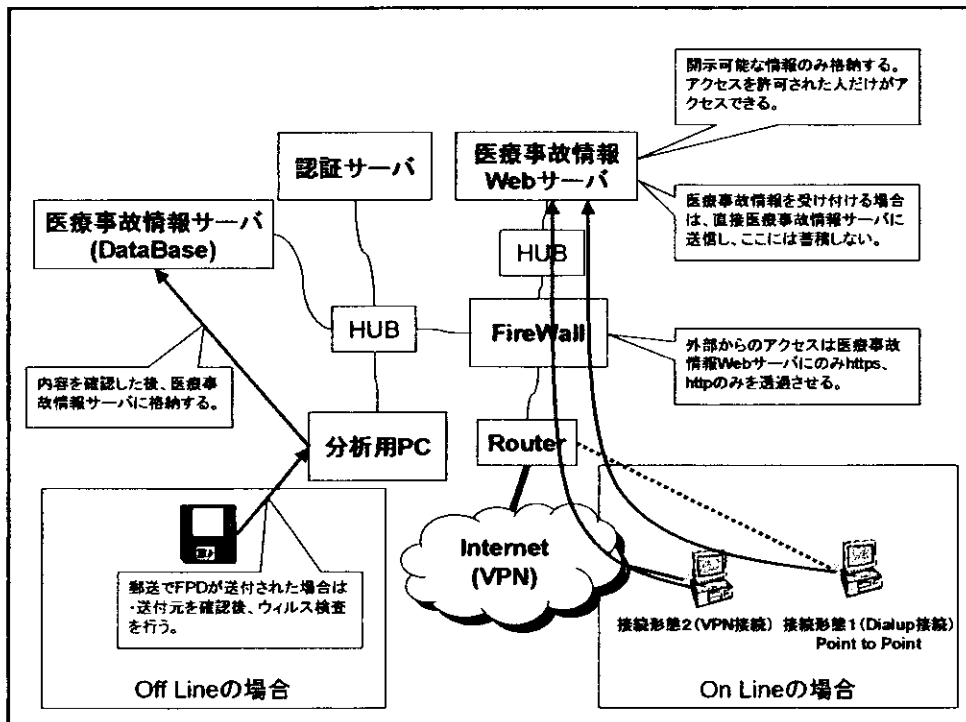 開示可能な情報のみ格納する。
アクセスを許可された人だけがア
クセスできる。
認証サーバ
医療事故情報
Webサーバ
医療事故情報サーバ
(DataBase)
医療事故情報を受け付ける場合
は、直接医療事故情報サーバに
送信し、ここには蓄積しない。
HUB
HUB
FireWall
外部からのアクセスは医療事故
情報Webサーバにのみhttps、
httpのみを透過させる。
内容を確認した後、医療事
故情報サーバに格納する。
分析用PC
Router
Internet
(VPN)
郵送でFPDが送付された場合は
・送付元を確認後、ウィルス検査
を行う。
接続形態2(VPN接続)
接続形態1(Dialup接続)
Point to Point
Off Lineの場合
On Lineの場合